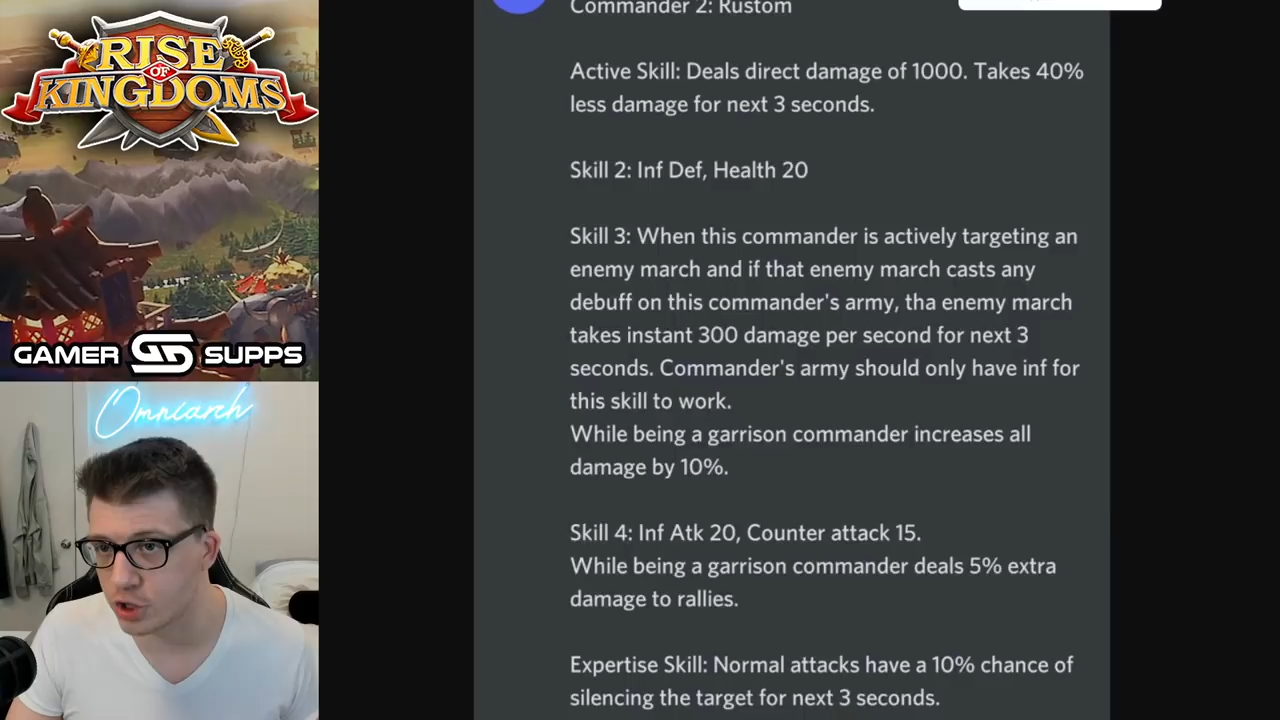 RISE
OF
KINGDOMS
GAMER GS SUPPS
Omniarch
Commander 2: Rustom
Active Skill: Deals direct damage of 1000. Takes 40%
less damage for next 3 seconds.
Skill 2: Inf Def, Health 20
Skill 3: When this commander is actively targeting an
enemy march and if that enemy march casts any
debuff on this commander's army, tha enemy march
takes instant 300 damage per second for next 3
seconds. Commander's army should only have inf for
this skill to work.
While being a garrison commander increases all
damage by 10%.
Skill 4: Inf Atk 20, Counter attack 15.
While being a garrison commander deals 5% extra
damage to rallies.
Expertise Skill: Normal attacks have a 10% chance of
silencing the target for next 3 seconds.